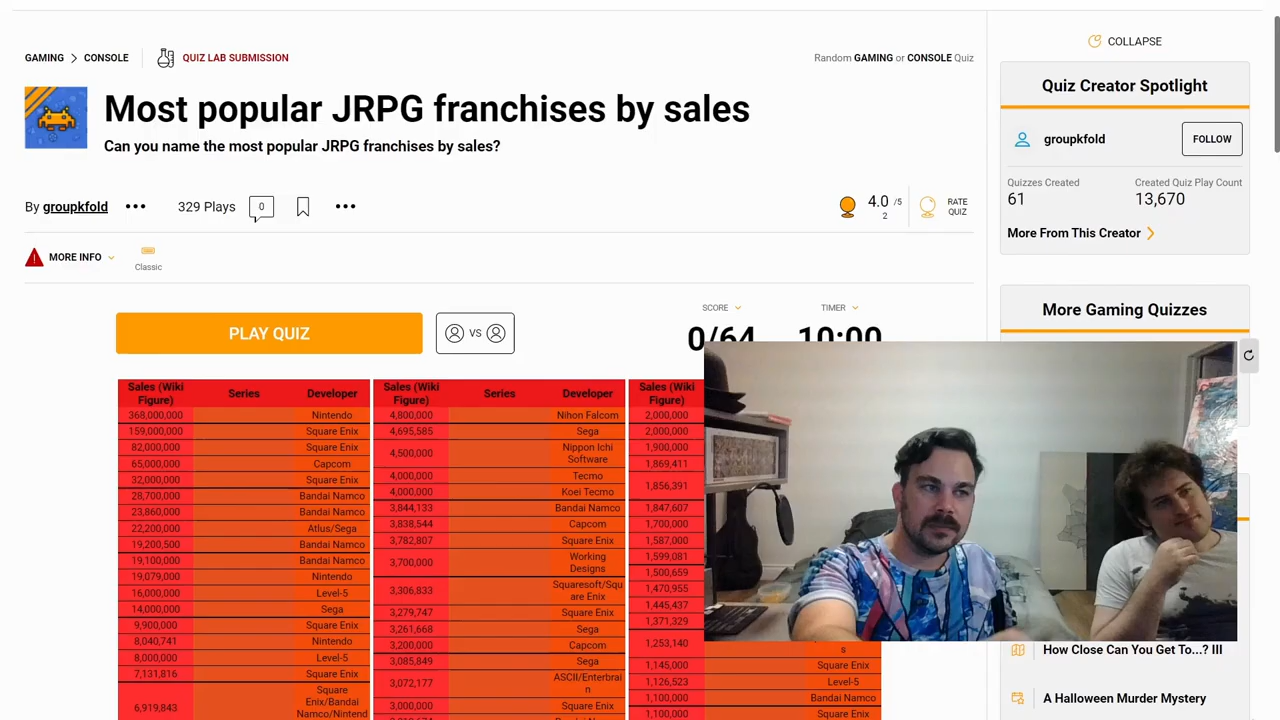 GAMING > CONSOLE
QUIZ LAB SUBMISSION
Random GAMING or CONSOLE Quiz
Most popular JRPG franchises by sales
Can you name the most popular JRPG franchises by sales?
By groupkfold
329 Plays
0
4.0 /5
2
RATE
QUIZ
MORE INFO
Classic
PLAY QUIZ
VS
SCORE
0/64
TIMER
10:00
Sales (Wiki Figure) Series Developer
368,000,000 Nintendo
159,000,000 Square Enix
82,000,000 Square Enix
65,000,000 Capcom
32,000,000 Square Enix
28,700,000 Bandai Namco
23,860,000 Bandai Namco
22,200,000 Atlus/Sega
19,200,500 Bandai Namco
19,100,000 Bandai Namco
19,079,000 Nintendo
16,000,000 Level-5
14,000,000 Sega
9,900,000 Square Enix
8,040,741 Nintendo
8,000,000 Level-5
7,131,816 Square Enix
6,919,843 Square Enix/Bandai Namco/Nintend
Sales (Wiki Figure) Series Developer
4,800,000 Nihon Falcom
4,695,585 Sega
4,500,000 Nippon Ichi Software
4,000,000 Tecmo
4,000,000 Koei Tecmo
3,844,133 Bandai Namco
3,838,544 Capcom
3,782,807 Square Enix
3,700,000 Working Designs
3,306,833 Squaresoft/Square Enix
3,279,747 Square Enix
3,261,668 Sega
3,200,000 Capcom
3,085,849 Sega
3,072,177 ASCII/Enterbrain
3,000,000 Square Enix
Sales (Wiki Figure)
2,000,000
2,000,000
1,900,000
1,869,411
1,856,391
1,847,607
1,700,000
1,587,000
1,599,081
1,500,659
1,470,955
1,445,437
1,371,329
1,253,140 s
1,145,000 Square Enix
1,126,523 Level-5
1,100,000 Bandai Namco
1,100,000 Square Enix
COLLAPSE
Quiz Creator Spotlight
groupkfold
FOLLOW
Quizzes Created
61
Created Quiz Play Count
13,670
More From This Creator >
More Gaming Quizzes
How Close Can You Get To...? III
A Halloween Murder Mystery